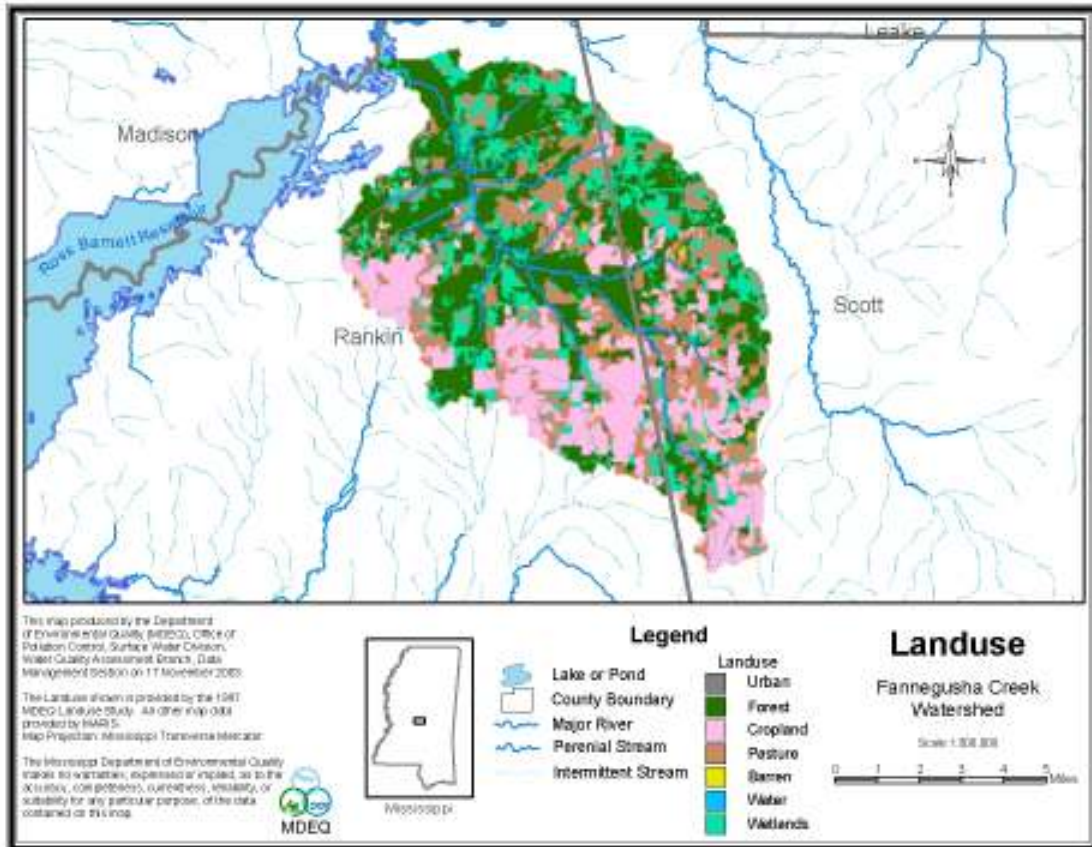 Leake
Madison
Ross Barnett
Scott
Rankin
This map produced by the Department
of Environmental Quality (MDEQ), Office of
Pollution Control, Surface Water Division,
Water Quality Assessment Branch, Data
Management Section on 17 November 2003
The Landuse shown is provided by the 1997
MDEQ Landuse Study. All other map data
provided by MARIS.
Map Projection: Mississippi Transverse Mercator
The Mississippi Department of Environmental Quality
makes no warranties, expressed or implied, as to the
accuracy, completeness, currentness, reliability, or
suitability for any particular purpose, of the data
contained on this map.
MDEQ
Mississippi
Legend
Lake or Pond
County Boundary
Major River
Perenial Stream
Intermittent Stream
Landuse
Urban
Forest
Cropland
Pasture
Barren
Water
Wetlands
Landuse
Fannegusha Creek
Watershed
Scale
0 1 2 3 4 5
Miles